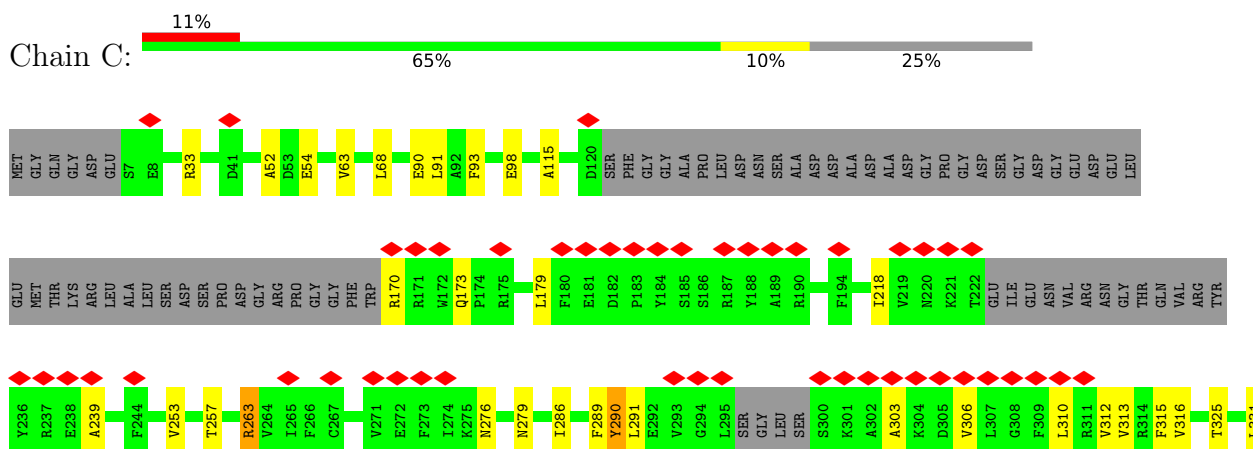 11%
Chain C:
65% 10% 25%
MET GLY GLN GLY ASP GLU S7 E8 R33 D41 A52 D53 E54 V63 L68 E90 L91 A92 F93 E98 A115 D120 SER PHE GLY GLY ALA PRO LEU ASP ASN SER ALA ASP ASP ALA ASP ALA ASP GLY PRO GLY ASP SER GLY ASP GLY GLU ASP GLU LEU
GLU MET THR LYS ARG LEU ALA LEU SER ASP SER PRO ASP GLY ARG PRO GLY GLY PHE TRP R170 R171 W172 Q173 P174 R175 L179 F180 E181 D182 P183 Y184 S185 S186 R187 Y188 A189 R190 F194 I218 V219 N220 K221 T222 GLU ILE GLU ASN VAL ARG ASN GLY THR GLN VAL ARG TYR
Y236 R237 E238 A239 F244 V253 T257 R263 V264 I265 F266 C267 V271 E272 F273 I274 K275 N276 N279 I286 F289 Y290 L291 E292 V293 G294 L295 SER GLY LEU SER S300 K301 A302 A303 K304 D305 V306 L307 G308 F309 L310 R311 V312 V313 R314 F315 V316 T325